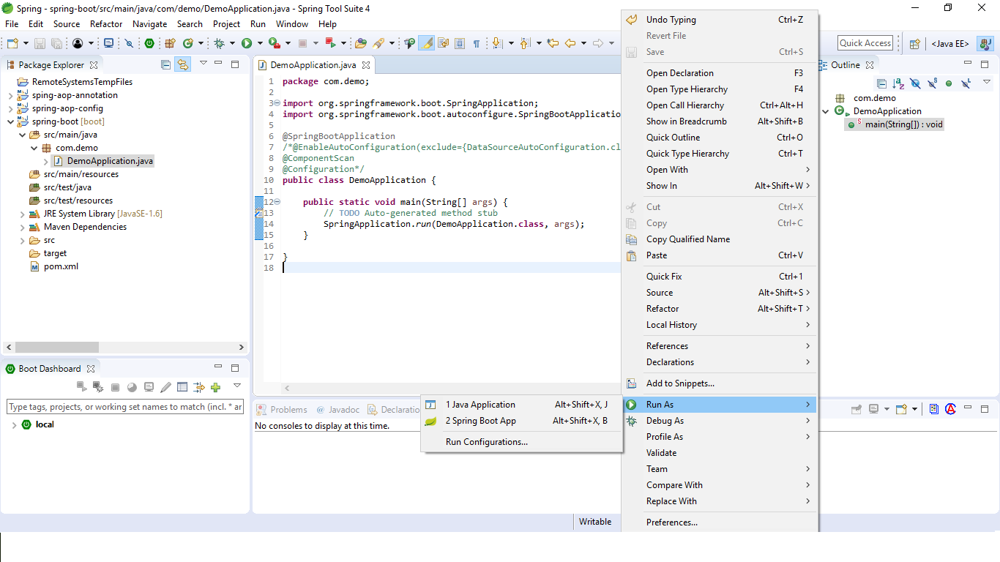 Spring - spring-boot/src/main/java/com/demo/DemoApplication.java - Spring Tool Suite 4
File Edit Source Refactor Navigate Search Project Run Window Help
Quick Access
<Java EE>
Package Explorer
RemoteSystemsTempFiles
sping-aop-annotation
spring-aop-config
spring-boot [boot]
src/main/java
com.demo
DemoApplication.java
src/main/resources
src/test/java
src/test/resources
JRE System Library [JavaSE-1.6]
Maven Dependencies
src
target
pom.xml
Boot Dashboard
Type tags, projects, or working set names to match (incl. * ar
local
DemoApplication.java
1 package com.demo;
2
3 import org.springframework.boot.SpringApplication;
4 import org.springframework.boot.autoconfigure.SpringBootApplication
5
6 @SpringBootApplication
7 /*@EnableAutoConfiguration(exclude={DataSourceAutoConfiguration.cl
8 @ComponentScan
9 @Configuration*/
10 public class DemoApplication {
11
12 public static void main(String[] args) {
13 // TODO Auto-generated method stub
14 SpringApplication.run(DemoApplication.class, args);
15 }
16
17 }
18
Problems @ Javadoc Declaratio
No consoles to display at this time.
1 Java Application Alt+Shift+X, J
2 Spring Boot App Alt+Shift+X, B
Run Configurations...
Undo Typing Ctrl+Z
Revert File
Save Ctrl+S
Open Declaration F3
Open Type Hierarchy F4
Open Call Hierarchy Ctrl+Alt+H
Show in Breadcrumb Alt+Shift+B
Quick Outline Ctrl+O
Quick Type Hierarchy Ctrl+T
Open With
Show In Alt+Shift+W
Cut Ctrl+X
Copy Ctrl+C
Copy Qualified Name
Paste Ctrl+V
Quick Fix Ctrl+1
Source Alt+Shift+S
Refactor Alt+Shift+T
Local History
References
Declarations
Add to Snippets...
Run As
Debug As
Profile As
Validate
Team
Compare With
Replace With
Preferences...
Outline
com.demo
DemoApplication
main(String[]) : void
Writable